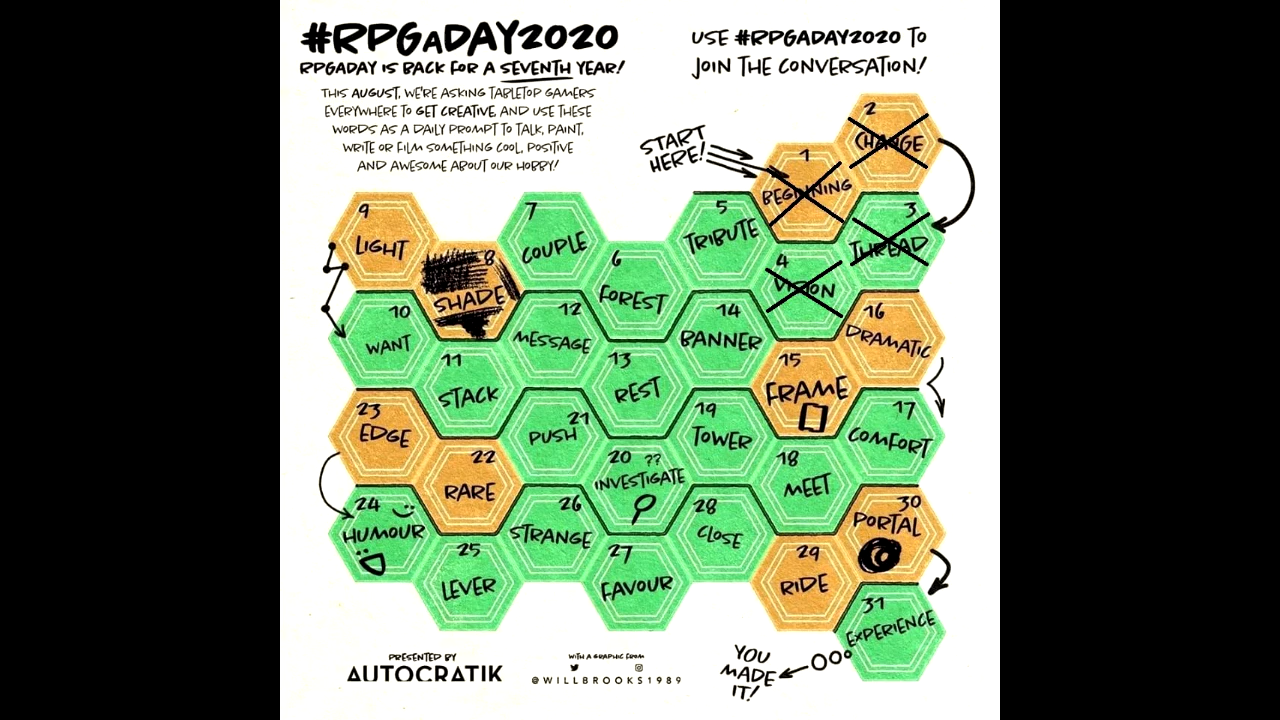 #RPGaDAY2020
RPGADAY IS BACK FOR A SEVENTH YEAR!
THIS AUGUST, WE'RE ASKING TABLETOP GAMERS
EVERYWHERE TO GET CREATIVE, AND USE THESE
WORDS AS A DAILY PROMPT TO TALK, PAINT,
WRITE OR FILM SOMETHING COOL, POSITIVE
AND AWESOME ABOUT OUR HOBBY!
USE #RPGADAY2020 TO
JOIN THE CONVERSATION!
START
HERE!
1
BEGINNING
2
CHANGE
3
THREAD
4
VISION
5
TRIBUTE
6
FOREST
7
COUPLE
8
SHADE
9
LIGHT
10
WANT
11
STACK
12
MESSAGE
13
REST
14
BANNER
15
FRAME
16
DRAMATIC
17
COMFORT
18
MEET
19
TOWER
20 ??
INVESTIGATE
21
PUSH
22
RARE
23
EDGE
24
HUMOUR
25
LEVER
26
STRANGE
27
FAVOUR
28
CLOSE
29
RIDE
30
PORTAL
31
EXPERIENCE
YOU
MADE
IT!
PRESENTED BY
AUTOCRATIK
WITH A GRAPHIC FROM
@WILLBROOKS1989